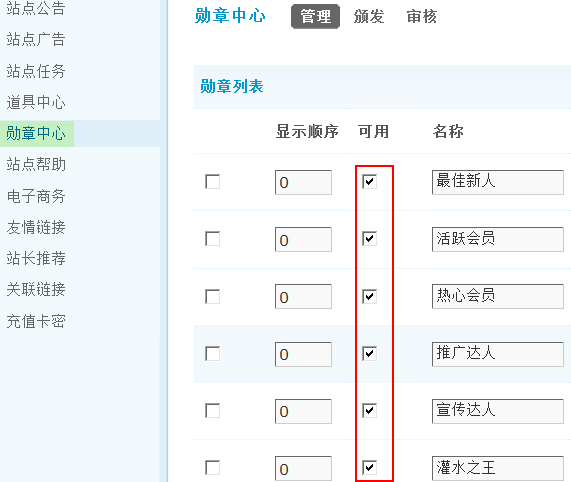 站点公告
站点广告
站点任务
道具中心
勋章中心
站点帮助
电子商务
友情链接
站长推荐
关联链接
充值卡密
勋章中心 管理 颁发 审核
勋章列表
显示顺序 可用 名称
0 最佳新人
0 活跃会员
0 热心会员
0 推广达人
0 宣传达人
0 灌水之王